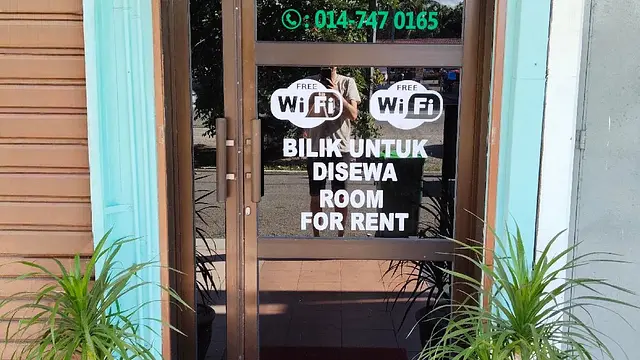 : 014-747 0165
FREE
WiFi
FREE
WiFi
BILIK UNTUK
DISEWA
ROOM
FOR RENT